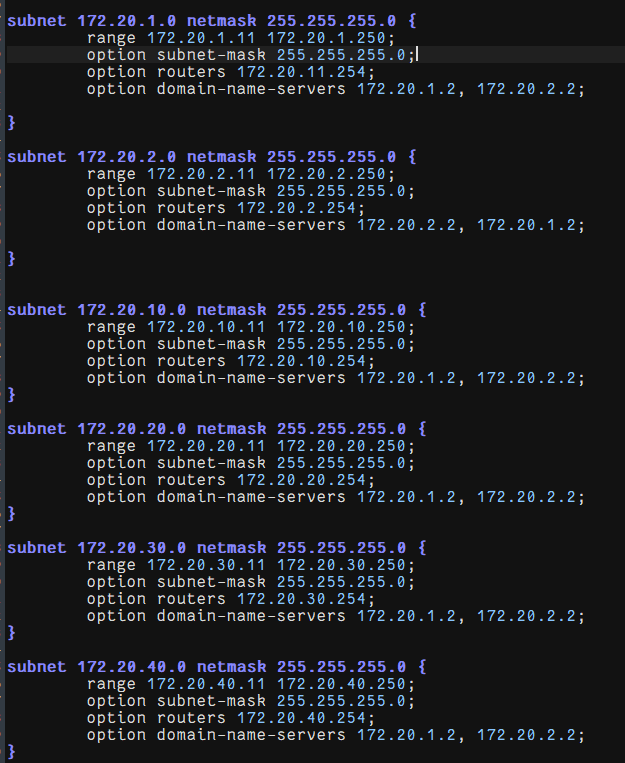 subnet 172.20.1.0 netmask 255.255.255.0 {
range 172.20.1.11 172.20.1.250;
option subnet-mask 255.255.255.0;
option routers 172.20.11.254;
option domain-name-servers 172.20.1.2, 172.20.2.2;
}
subnet 172.20.2.0 netmask 255.255.255.0 {
range 172.20.2.11 172.20.2.250;
option subnet-mask 255.255.255.0;
option routers 172.20.2.254;
option domain-name-servers 172.20.2.2, 172.20.1.2;
}
subnet 172.20.10.0 netmask 255.255.255.0 {
range 172.20.10.11 172.20.10.250;
option subnet-mask 255.255.255.0;
option routers 172.20.10.254;
option domain-name-servers 172.20.1.2, 172.20.2.2;
}
subnet 172.20.20.0 netmask 255.255.255.0 {
range 172.20.20.11 172.20.20.250;
option subnet-mask 255.255.255.0;
option routers 172.20.20.254;
option domain-name-servers 172.20.1.2, 172.20.2.2;
}
subnet 172.20.30.0 netmask 255.255.255.0 {
range 172.20.30.11 172.20.30.250;
option subnet-mask 255.255.255.0;
option routers 172.20.30.254;
option domain-name-servers 172.20.1.2, 172.20.2.2;
}
subnet 172.20.40.0 netmask 255.255.255.0 {
range 172.20.40.11 172.20.40.250;
option subnet-mask 255.255.255.0;
option routers 172.20.40.254;
option domain-name-servers 172.20.1.2, 172.20.2.2;
}